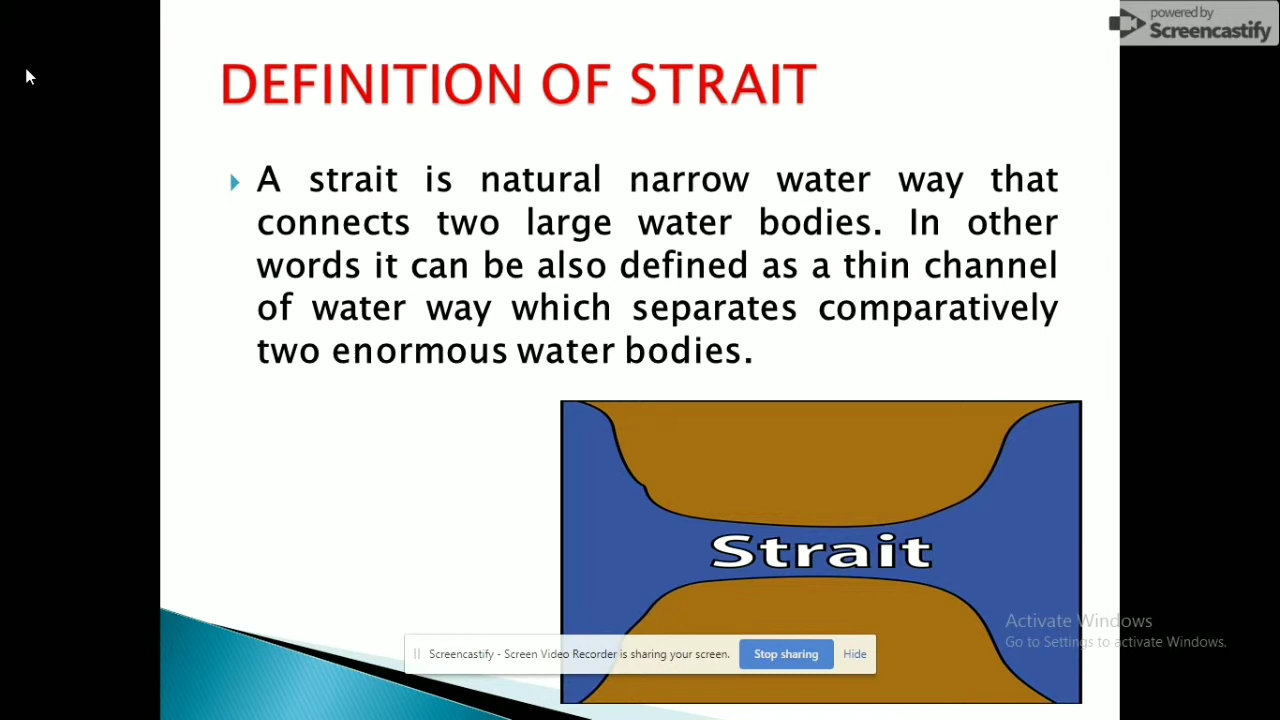 powered by
Screencastify
DEFINITION OF STRAIT
A strait is natural narrow water way that
connects two large water bodies. In other
words it can be also defined as a thin channel
of water way which separates comparatively
two enormous water bodies.
Strait
Activate Windows
Go to Settings to activate Windows.
Screencastify - Screen Video Recorder is sharing your screen.
Stop sharing
Hide